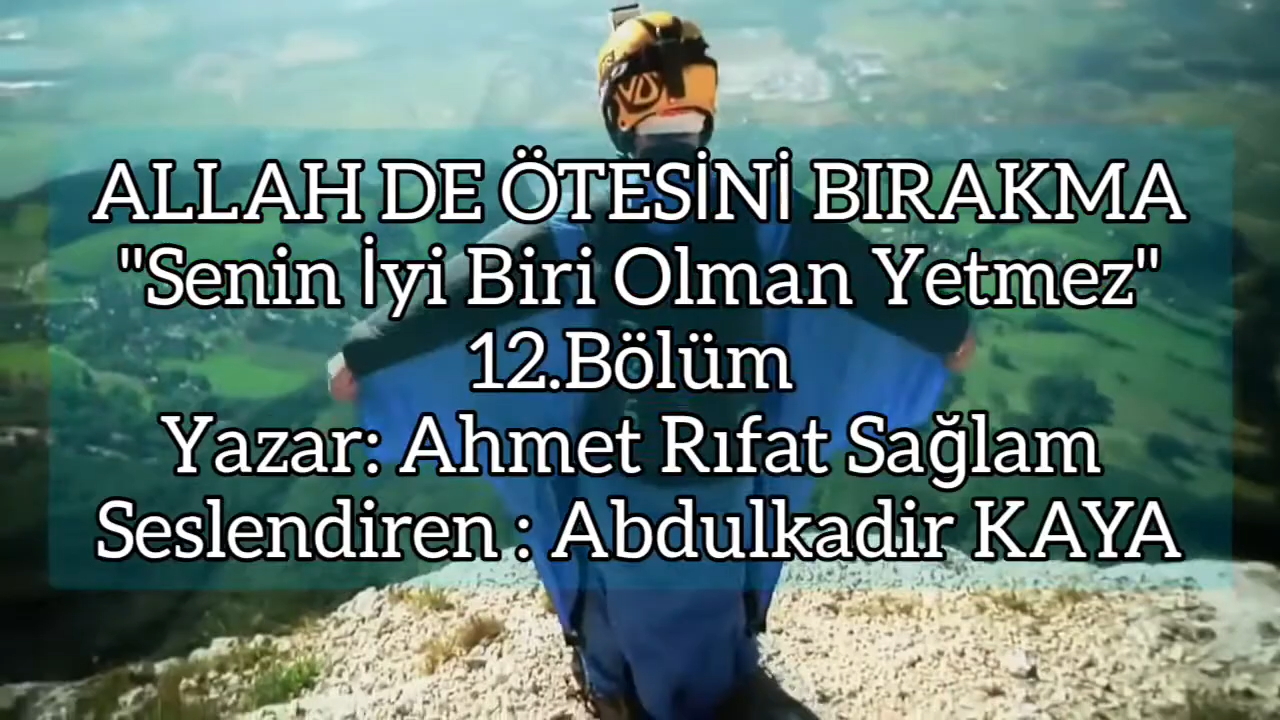 ALLAH DE ÖTESİNİ BIRAKMA
"Senin İyi Biri Olman Yetmez"
12.Bölüm
Yazar: Ahmet Rıfat Sağlam
Seslendiren : Abdulkadir KAYA